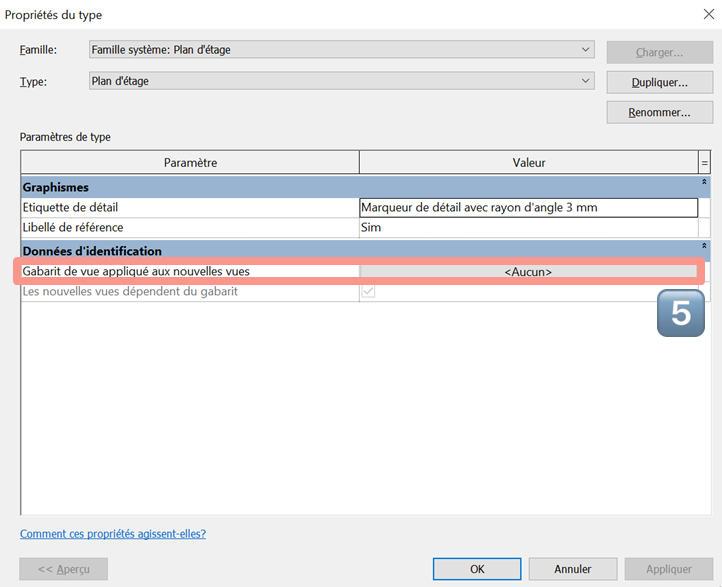 Propriétés du type
Famille: Famille système: Plan d'étage Charger...
Type: Plan d'étage Dupliquer...
Renommer...
Paramètres de type
Paramètre Valeur =
Graphismes
Etiquette de détail Marqueur de détail avec rayon d'angle 3 mm
Libellé de référence Sim
Données d'identification
Gabarit de vue appliqué aux nouvelles vues <Aucun>
Les nouvelles vues dépendent du gabarit
5
Comment ces propriétés agissent-elles?
<< Aperçu OK Annuler Appliquer